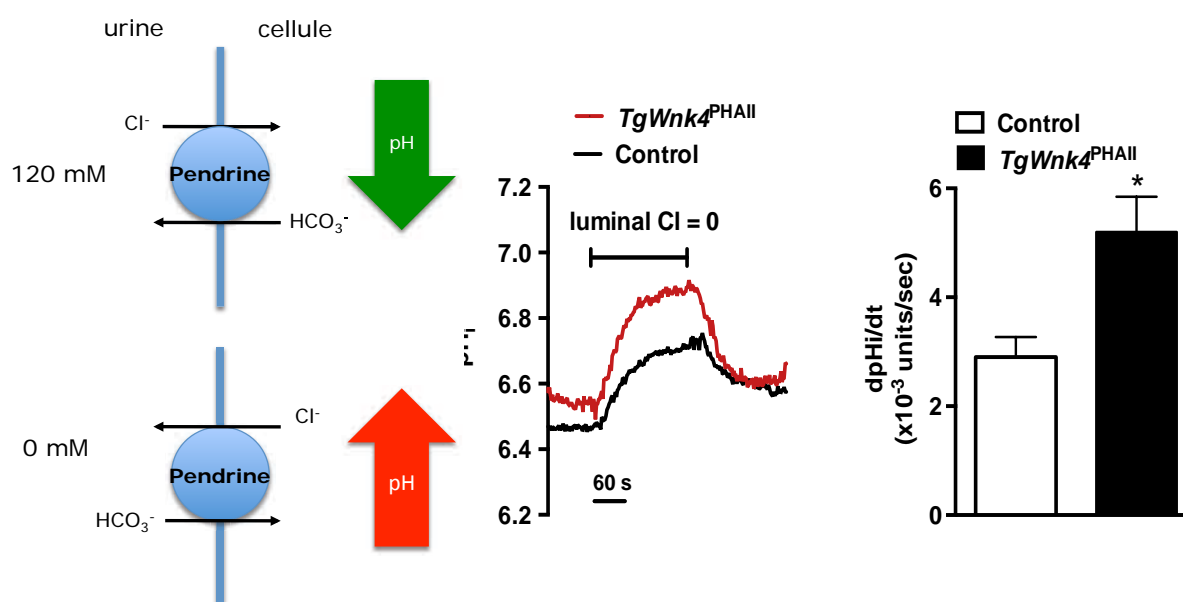 urine cellule
Cl-
120 mM
Pendrine
HCO3-
pH
Cl-
0 mM
Pendrine
HCO3-
pH
TgWnk4PHAII
Control
7.2
luminal Cl = 0
7.0
6.8
6.6
6.4
60 s
6.2
Control
TgWnk4PHAII
6
*
4
2
0
dpHi/dt
(x10-3 units/sec)